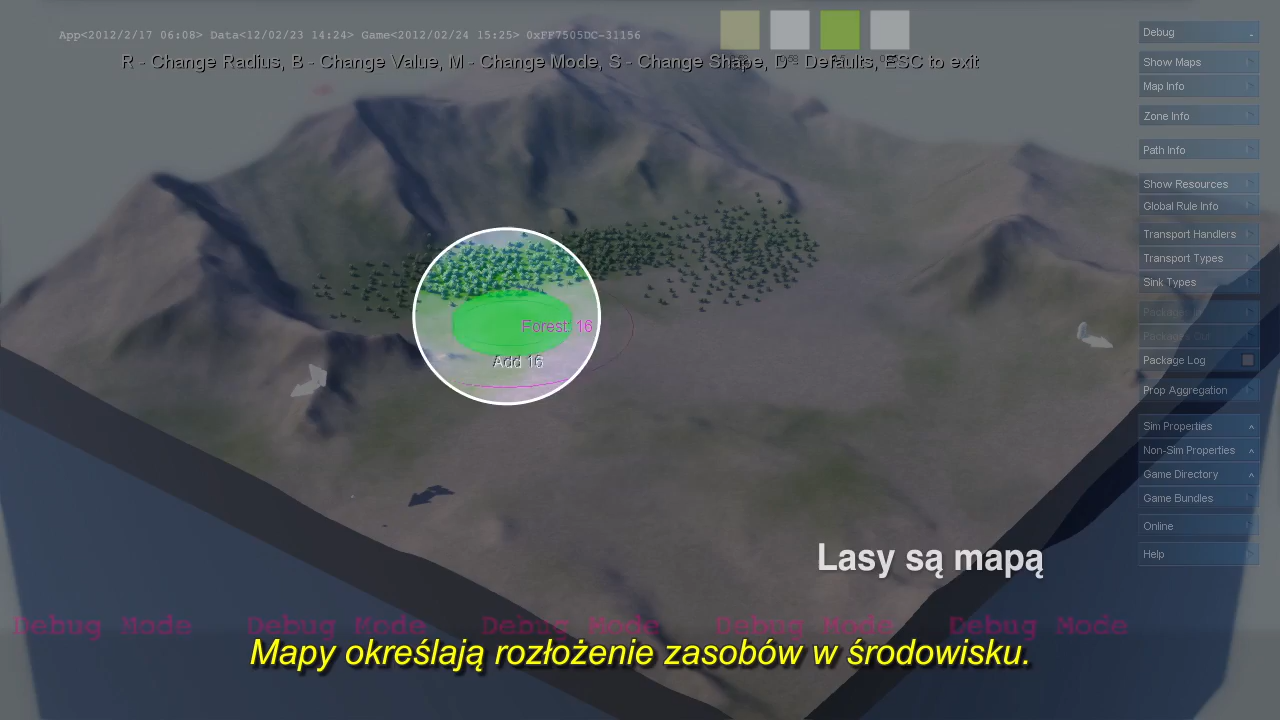 App<2012/2/17 06:08> Data<12/02/23 14:24> Game<2012/02/24 15:25> 0xFF7505DC-31156
R - Change Radius, B - Change Value, M - Change Mode, S - Change Shape, D - Defaults, ESC to exit
Debug
Show Maps
Map Info
Zone Info
Path Info
Show Resources
Global Rule Info
Transport Handlers
Transport Types
Sink Types
Package Log
Prop Aggregation
Sim Properties
Non-Sim Properties
Game Directory
Game Bundles
Online
Help
Forest: 16
Add 16
Lasy są mapą
Debug Mode Debug Mode Debug Mode Debug Mode Debug Mode
Mapy określają rozłożenie zasobów w środowisku.